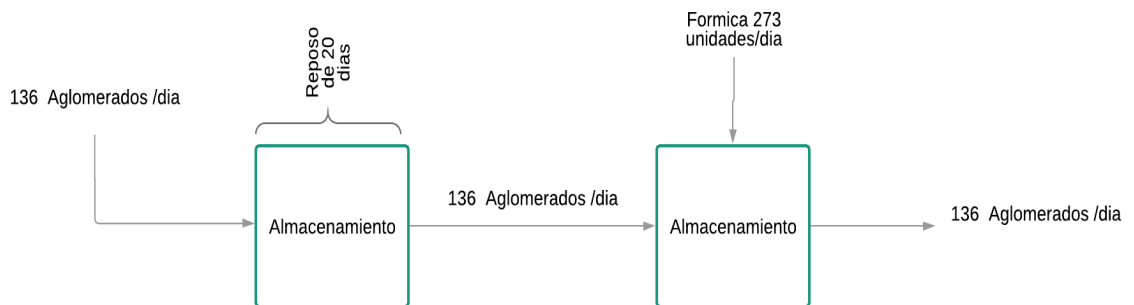 Formica 273
unidades/dia
Reposo
de 20
dias
136 Aglomerados /dia
Almacenamiento
136 Aglomerados /dia
Almacenamiento
136 Aglomerados /dia